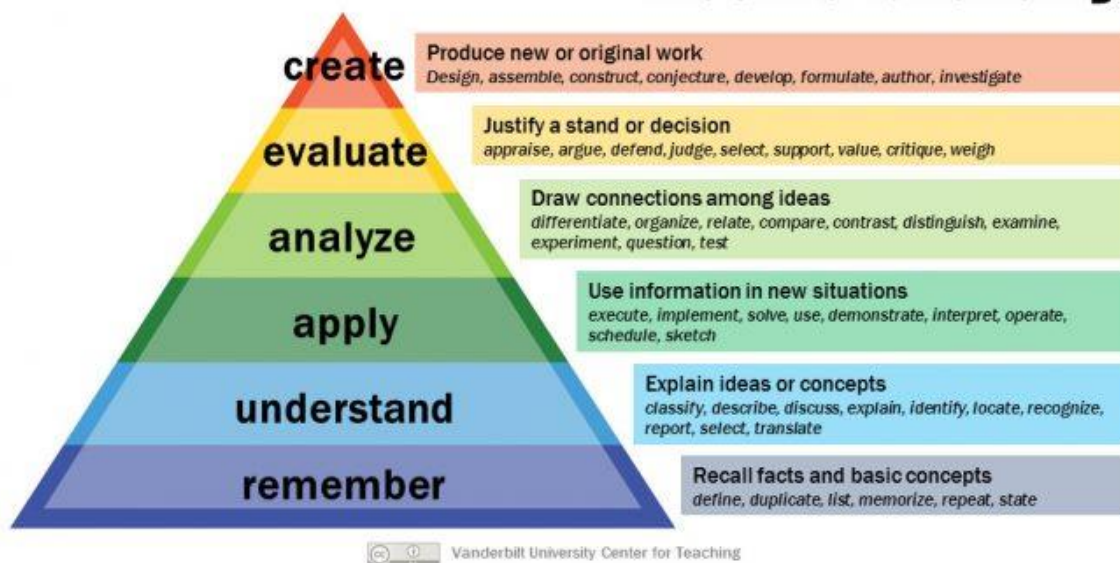 create
Produce new or original work
Design, assemble, construct, conjecture, develop, formulate, author, investigate
evaluate
Justify a stand or decision
appraise, argue, defend, judge, select, support, value, critique, weigh
analyze
Draw connections among ideas
differentiate, organize, relate, compare, contrast, distinguish, examine,
experiment, question, test
apply
Use information in new situations
execute, implement, solve, use, demonstrate, interpret, operate,
schedule, sketch
understand
Explain ideas or concepts
classify, describe, discuss, explain, identify, locate, recognize,
report, select, translate
remember
Recall facts and basic concepts
define, duplicate, list, memorize, repeat, state
cc Vanderbilt University Center for Teaching